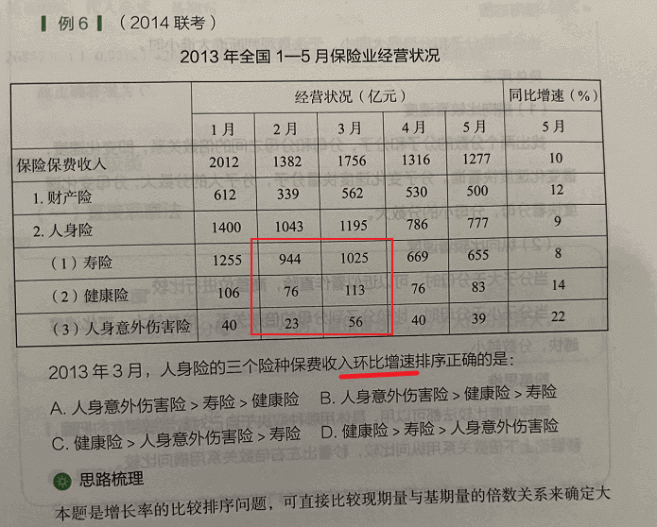 例6 (2014 联考)
2013 年全国 1—5 月保险业经营状况
经营状况（亿元） 同比增速（%）
1 月 2 月 3 月 4 月 5 月 5 月
保险保费收入 2012 1382 1756 1316 1277 10
1. 财产险 612 339 562 530 500 12
2. 人身险 1400 1043 1195 786 777 9
（1）寿险 1255 944 1025 669 655 8
（2）健康险 106 76 113 76 83 14
（3）人身意外伤害险 40 23 56 40 39 22
2013 年 3 月，人身险的三个险种保费收入环比增速排序正确的是：
A. 人身意外伤害险 > 寿险 > 健康险 B. 人身意外伤害险 > 健康险 > 寿险
C. 健康险 > 人身意外伤害险 > 寿险 D. 健康险 > 寿险 > 人身意外伤害险
思路梳理
本题是增长率的比较排序问题，可直接比较现期量与基期量的倍数关系来确定大